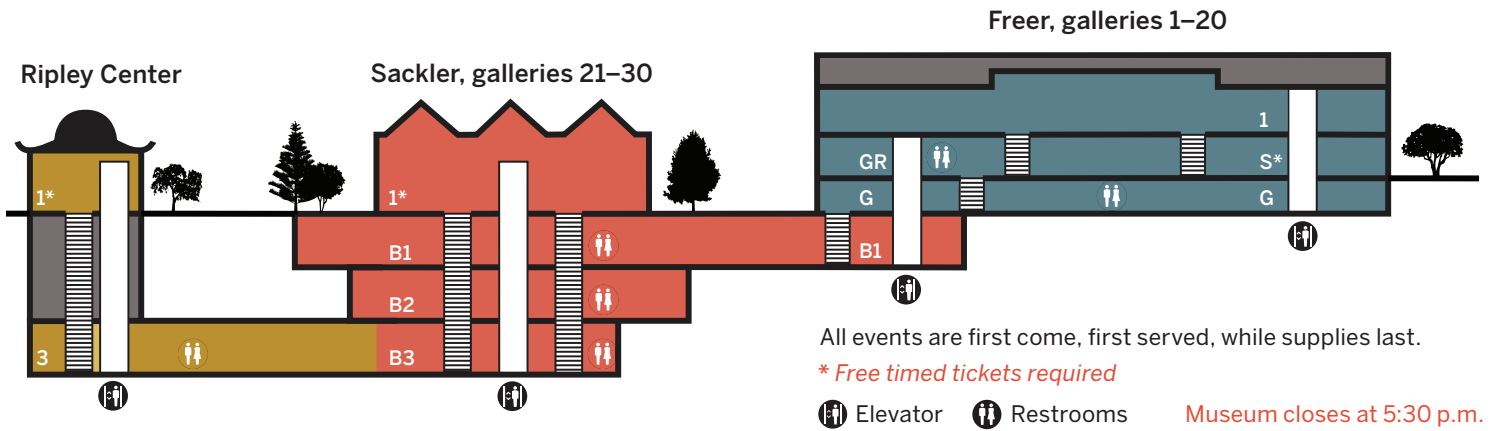 Freer, galleries 1–20
Ripley Center
Sackler, galleries 21–30
1
GR
S*
1*
1*
G
G
B1
B1
B2
3
B3
All events are first come, first served, while supplies last.
* Free timed tickets required
Elevator
Restrooms
Museum closes at 5:30 p.m.